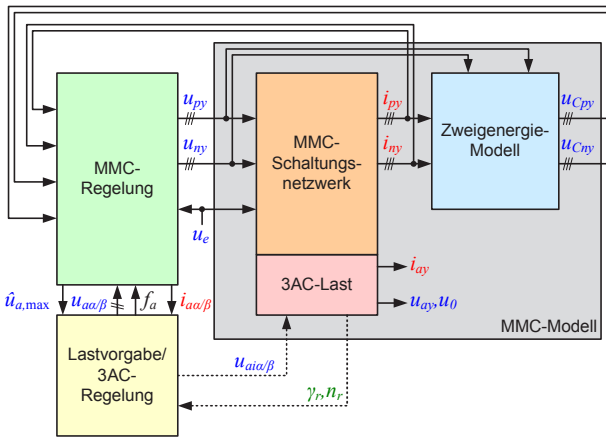 u_py
u_ny
MMC-
Regelung
u_e
MMC-
Schaltungs-
netzwerk
i_py
i_ny
Zweigenergie-
Modell
u_Cpy
u_Cny
3AC-Last
i_ay
u_ay,u_0
MMC-Modell
û_a,max
u_aα/β
f_a
i_aα/β
Lastvorgabe/
3AC-
Regelung
u_aiα/β
γ_r,n_r